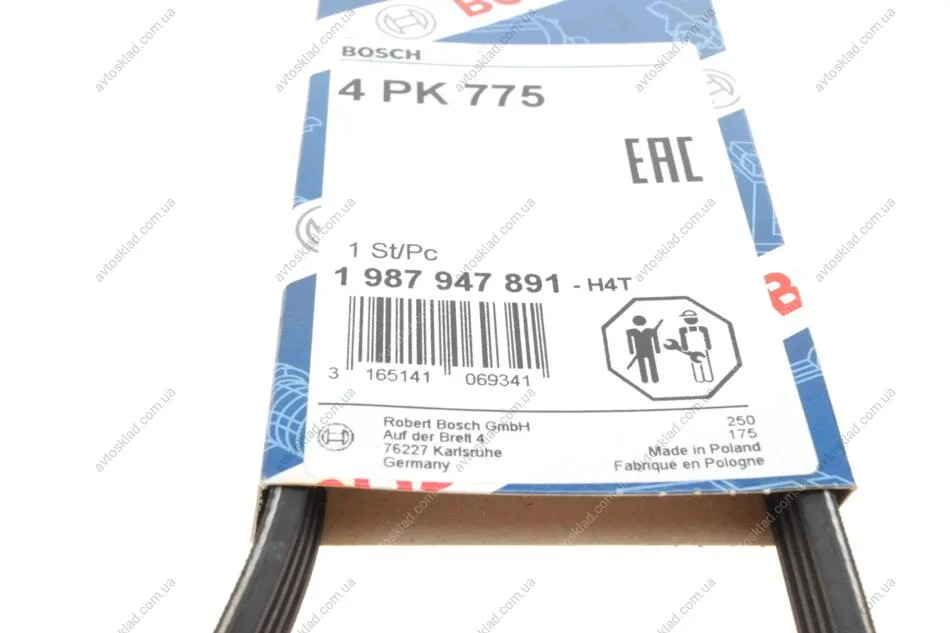 BOSCH
4 PK 775
EAC
1 St/Pc
1 987 947 891 - H4T
3 165141 069341
Robert Bosch GmbH
Auf der Breit 4
76227 Karlsruhe
Germany
250
175
Made in Poland
Fabriqué en Pologne
avtosklad.com.ua